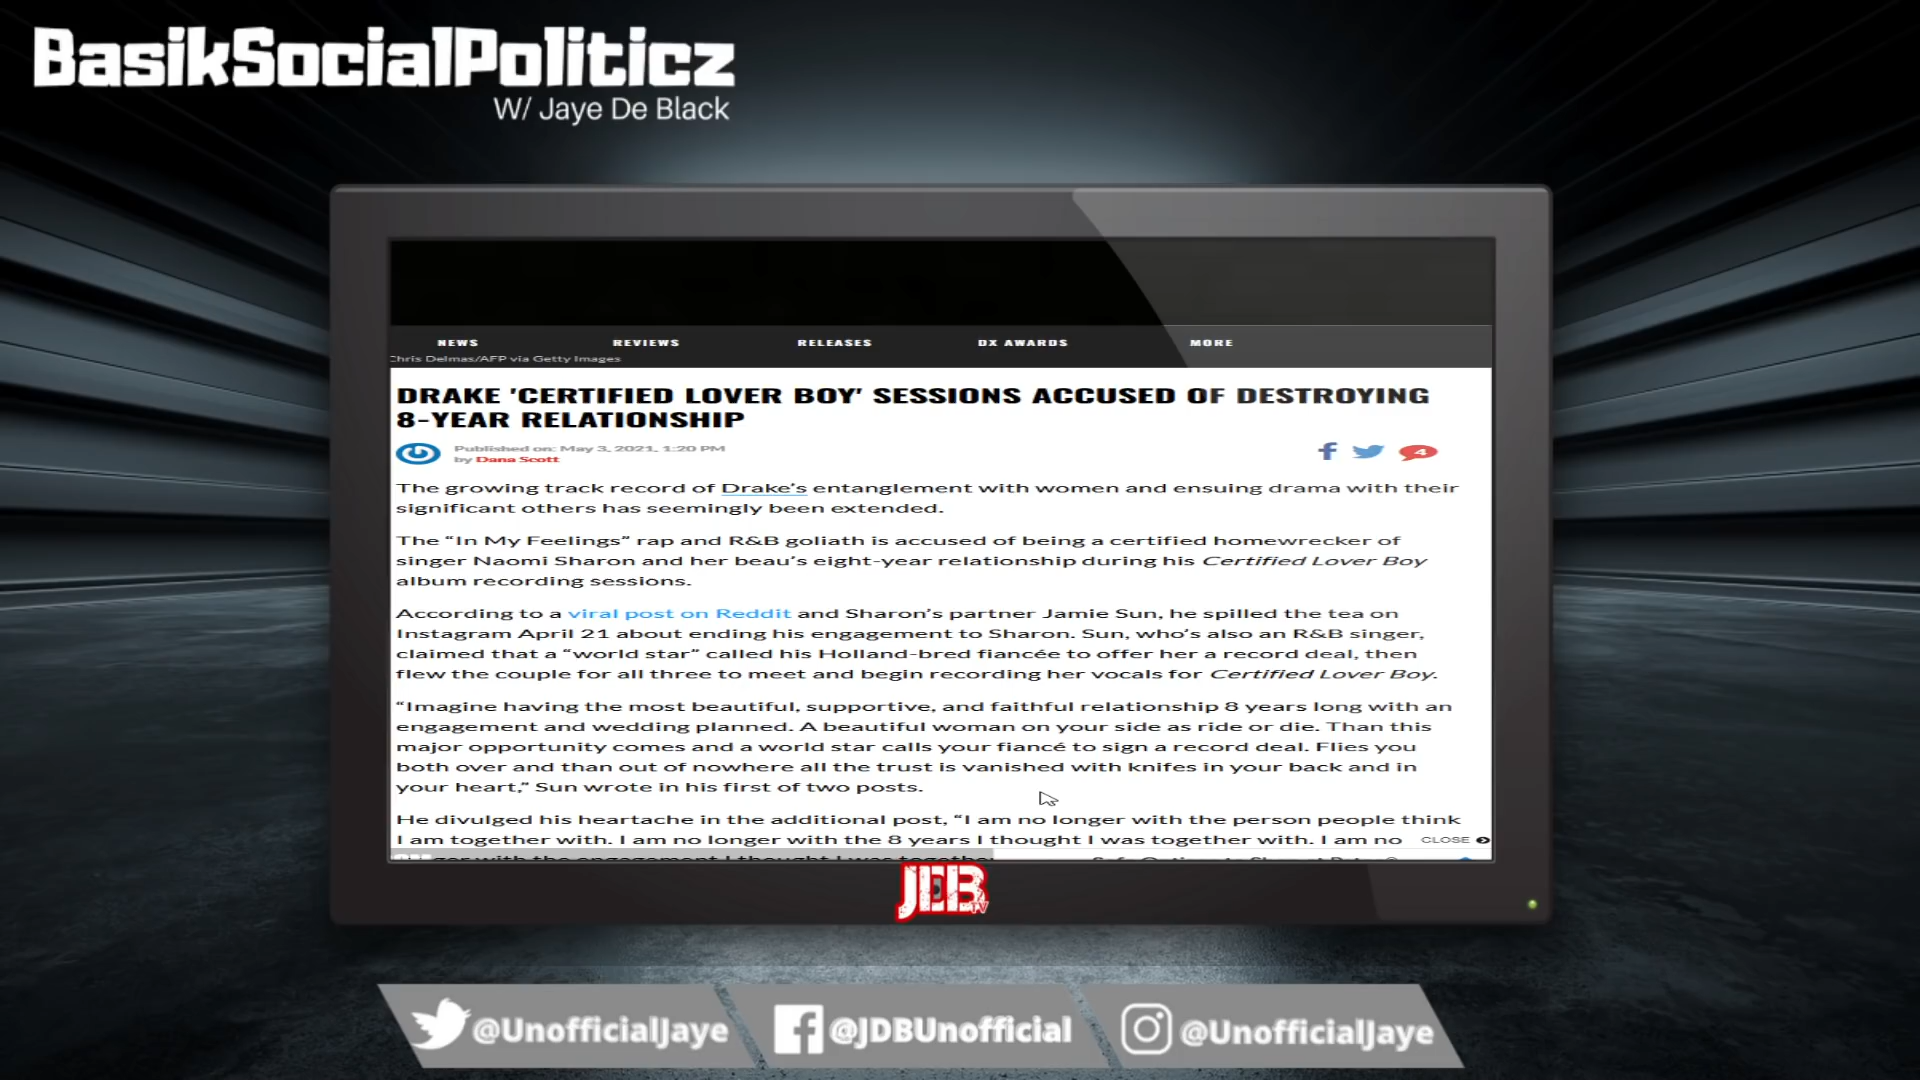 BasikSocialPoliticz
W/ Jaye De Black
NEWS REVIEWS RELEASES DX AWARDS MORE
Chris Delmas/AFP via Getty Images
DRAKE 'CERTIFIED LOVER BOY' SESSIONS ACCUSED OF DESTROYING
8-YEAR RELATIONSHIP
Published on: May 3, 2021, 1:20 PM
by Dana Scott
4
The growing track record of Drake's entanglement with women and ensuing drama with their
significant others has seemingly been extended.
The “In My Feelings” rap and R&B goliath is accused of being a certified homewrecker of
singer Naomi Sharon and her beau's eight-year relationship during his Certified Lover Boy
album recording sessions.
According to a viral post on Reddit and Sharon's partner Jamie Sun, he spilled the tea on
Instagram April 21 about ending his engagement to Sharon. Sun, who's also an R&B singer,
claimed that a “world star” called his Holland-bred fiancée to offer her a record deal, then
flew the couple for all three to meet and begin recording her vocals for Certified Lover Boy.
“Imagine having the most beautiful, supportive, and faithful relationship 8 years long with an
engagement and wedding planned. A beautiful woman on your side as ride or die. Than this
major opportunity comes and a world star calls your fiancé to sign a record deal. Flies you
both over and than out of nowhere all the trust is vanished with knifes in your back and in
your heart,” Sun wrote in his first of two posts.
He divulged his heartache in the additional post, “I am no longer with the person people think
I am together with. I am no longer with the 8 years I thought I was together with. I am no
CLOSE
with the engagement I thought I was
JDB TV
@UnofficialJaye @JDBUnofficial @UnofficialJaye